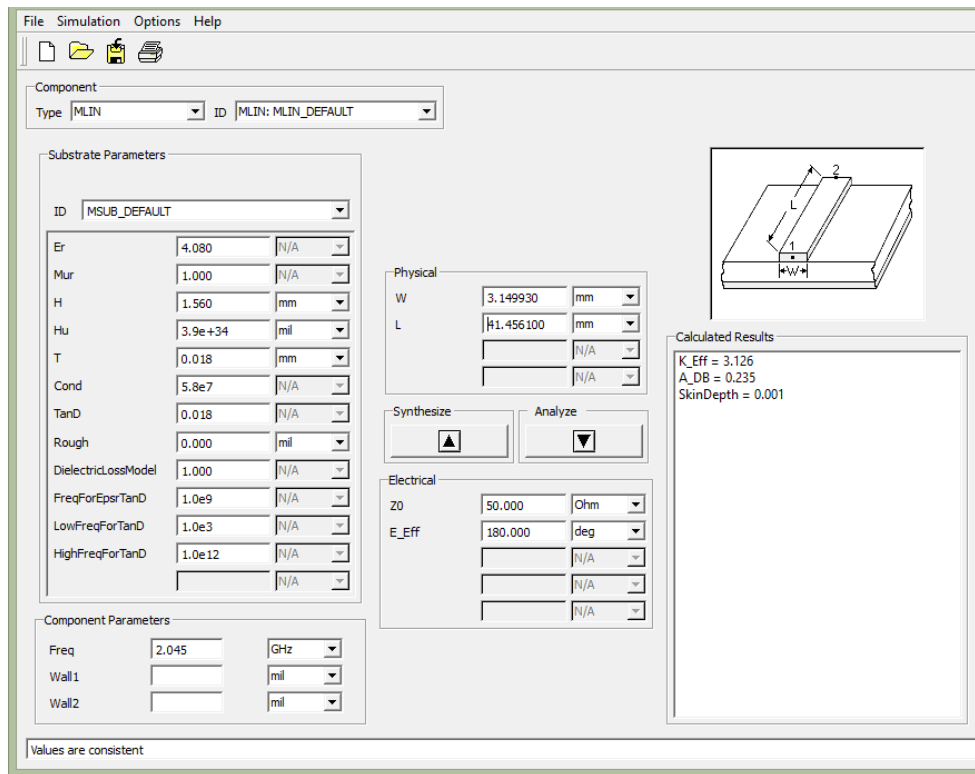 File Simulation Options Help
Component
Type MLIN ID MLIN: MLIN_DEFAULT
Substrate Parameters
ID MSUB_DEFAULT
Er 4.080 N/A
Mur 1.000 N/A
H 1.560 mm
Hu 3.9e+34 mil
T 0.018 mm
Cond 5.8e7 N/A
TanD 0.018 N/A
Rough 0.000 mil
DielectricLossModel 1.000 N/A
FreqForEpsrTanD 1.0e9 N/A
LowFreqForTanD 1.0e3 N/A
HighFreqForTanD 1.0e12 N/A
N/A
Component Parameters
Freq 2.045 GHz
Wall1 mil
Wall2 mil
Physical
W 3.149930 mm
L 41.456100 mm
N/A
N/A
Synthesize Analyze
Electrical
Z0 50.000 Ohm
E_Eff 180.000 deg
N/A
N/A
N/A
2
L
1
W
Calculated Results
K_Eff = 3.126
A_DB = 0.235
SkinDepth = 0.001
Values are consistent